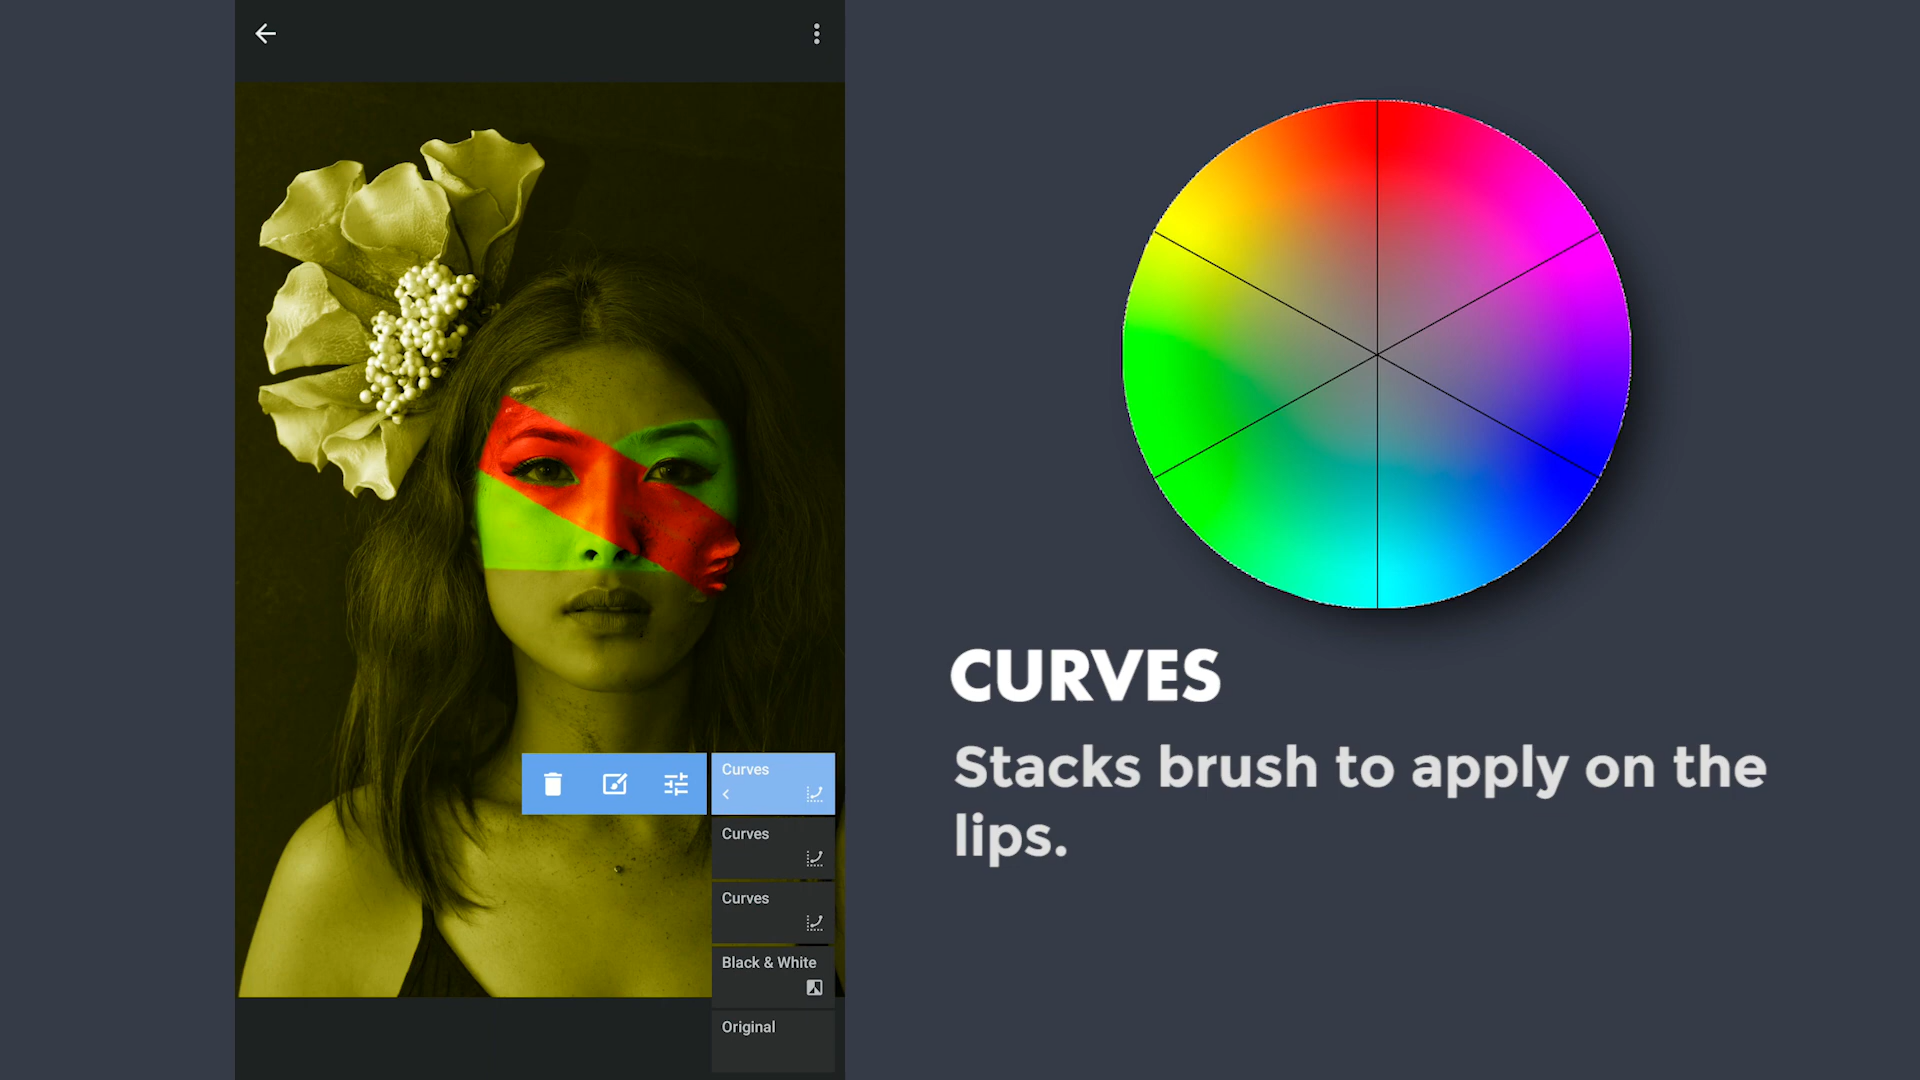 Curves
Curves
Curves
Black & White
Original
CURVES
Stacks brush to apply on the
lips.